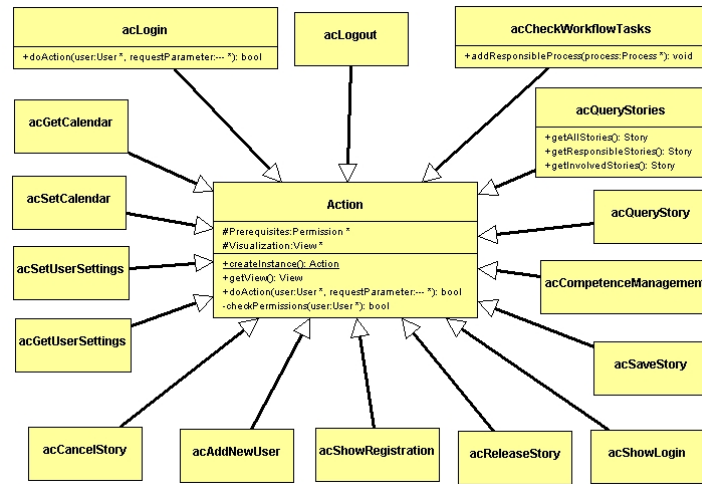 acLogin
+doAction(user:User*, requestParameter:--- *): bool
acLogout
acCheckWorkflowTasks
+addResponsibleProcess(process:Process*): void
acGetCalendar
acQueryStories
+getAllStories(): Story
+getResponsibleStories(): Story
+getInvolvedStories(): Story
acSetCalendar
Action
#Prerequisites:Permission*
#Visualization:View*
+createInstance(): Action
+getView(): View
+doAction(user:User*, requestParameter:--- *): bool
-checkPermissions(user:User*): bool
acQueryStory
acSetUserSettings
acCompetenceManagement
acGetUserSettings
acSaveStory
acCancelStory
acAddNewUser
acShowRegistration
acReleaseStory
acShowLogin